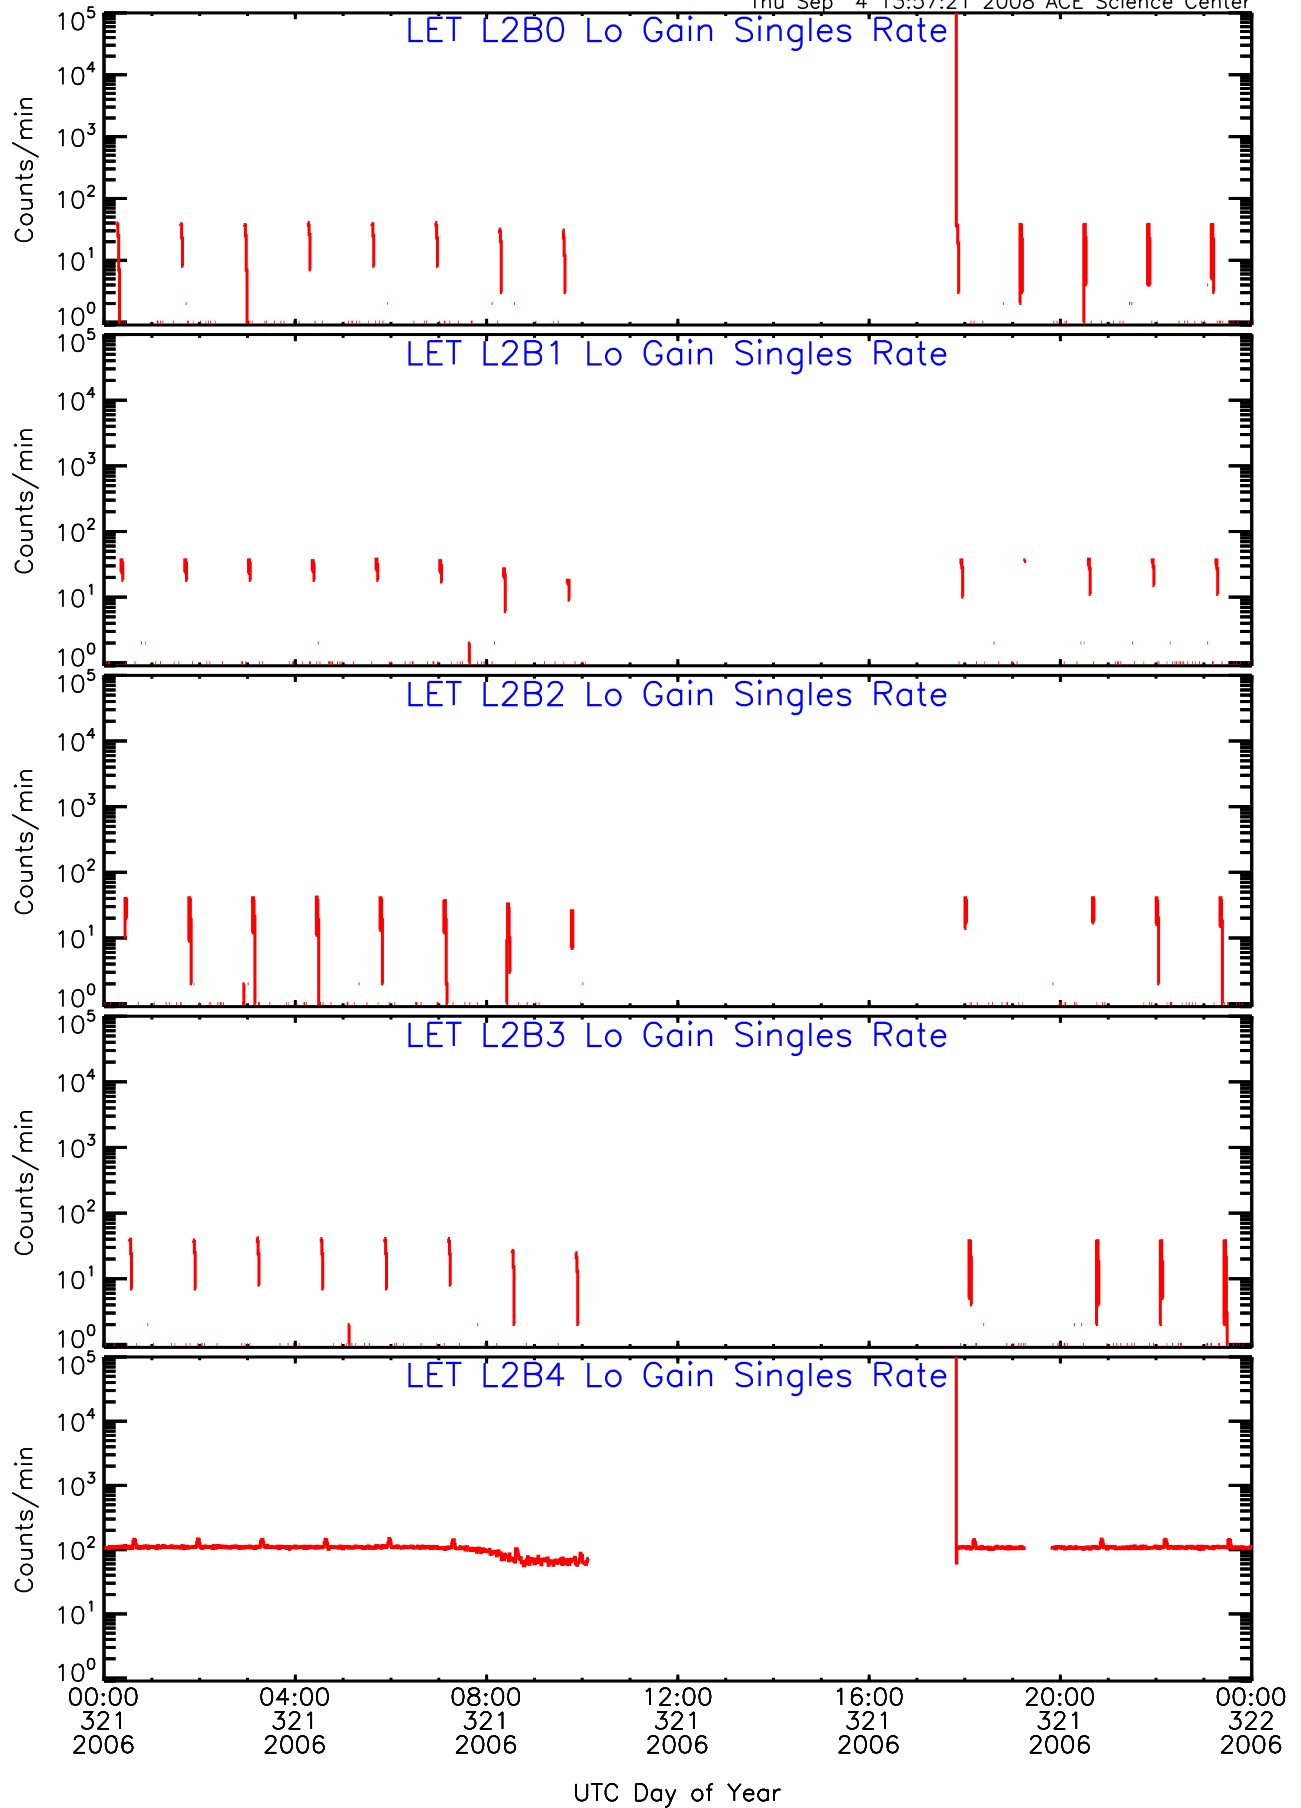 Thu Sep 4 13:57:21 2008 ACE Science Center
LET L2B0 Lo Gain Singles Rate
10^5
10^4
10^3
10^2
10^1
10^0
Counts/min
LET L2B1 Lo Gain Singles Rate
10^5
10^4
10^3
10^2
10^1
10^0
Counts/min
LET L2B2 Lo Gain Singles Rate
10^5
10^4
10^3
10^2
10^1
10^0
Counts/min
LET L2B3 Lo Gain Singles Rate
10^5
10^4
10^3
10^2
10^1
10^0
Counts/min
LET L2B4 Lo Gain Singles Rate
10^5
10^4
10^3
10^2
10^1
10^0
Counts/min
00:00 04:00 08:00 12:00 16:00 20:00 00:00
321 321 321 321 321 321 322
2006 2006 2006 2006 2006 2006 2006
UTC Day of Year